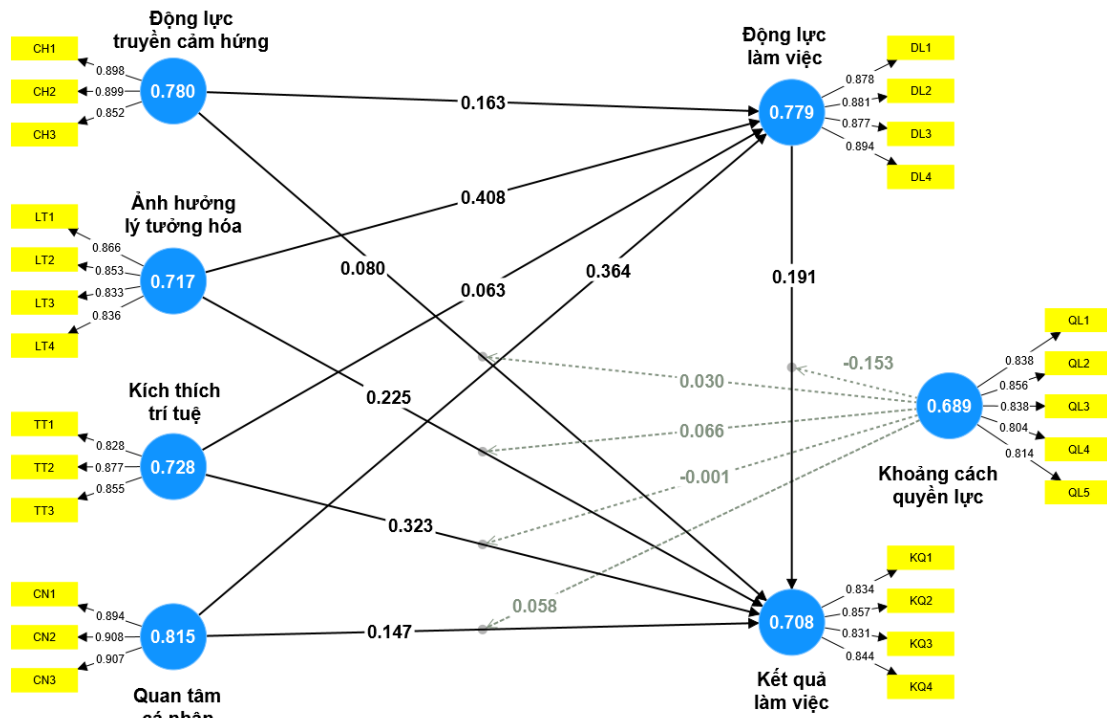 Động lực
truyền cảm hứng
CH1
CH2
CH3
0.898
0.899
0.852
0.780
Ảnh hưởng
lý tưởng hóa
LT1
LT2
LT3
LT4
0.866
0.853
0.833
0.836
0.717
Kích thích
trí tuệ
TT1
TT2
TT3
0.828
0.877
0.855
0.728
CN1
CN2
CN3
0.894
0.908
0.907
0.815
Quan tâm
cá nhân
0.163
0.408
0.080
0.063
0.364
0.225
0.323
0.147
0.191
0.030
0.066
-0.001
0.058
-0.153
Động lực
làm việc
0.779
0.878
0.881
0.877
0.894
DL1
DL2
DL3
DL4
0.689
Khoảng cách
quyền lực
0.838
0.856
0.838
0.804
0.814
QL1
QL2
QL3
QL4
QL5
0.708
Kết quả
làm việc
0.834
0.857
0.831
0.844
KQ1
KQ2
KQ3
KQ4